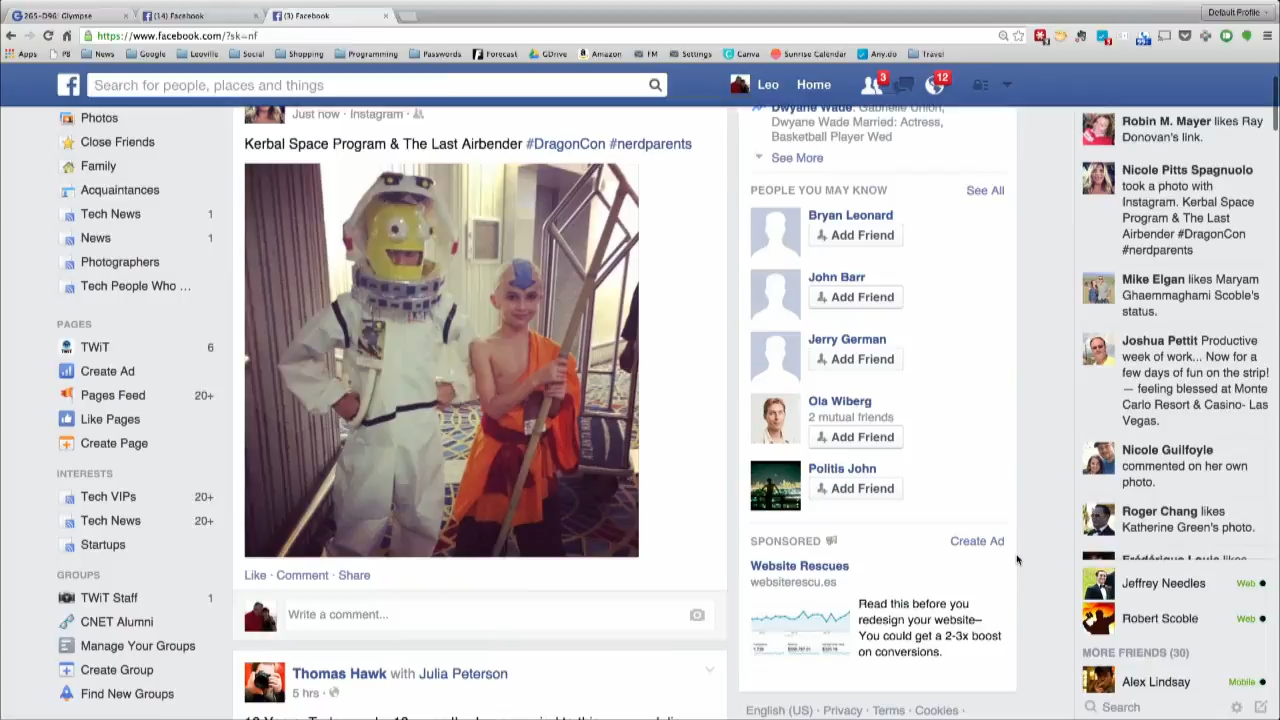 265-D96: Glympse
(14) Facebook
(3) Facebook
Default Profile
https://www.facebook.com/?sk=nf
Apps
PB
News
Google
Leoville
Social
Shopping
Programming
Passwords
Forecast
GDrive
Amazon
FM
Settings
Canva
Sunrise Calendar
Any.do
Travel
Search for people, places and things
Leo
Home
3
12
Photos
Close Friends
Family
Acquaintances
Tech News 1
News 1
Photographers
Tech People Who ...
PAGES
TWiT 6
Create Ad
Pages Feed 20+
Like Pages
Create Page
INTERESTS
Tech VIPs 20+
Tech News 20+
Startups
GROUPS
TWiT Staff 1
CNET Alumni
Manage Your Groups
Create Group
Find New Groups
Just now · Instagram ·
Kerbal Space Program & The Last Airbender #DragonCon #nerdparents
Like · Comment · Share
Write a comment...
Thomas Hawk with Julia Peterson
5 hrs ·
Dwyane Wade: Gabrielle Union,
Dwyane Wade Married: Actress,
Basketball Player Wed
See More
PEOPLE YOU MAY KNOW See All
Bryan Leonard
Add Friend
John Barr
Add Friend
Jerry German
Add Friend
Ola Wiberg
2 mutual friends
Add Friend
Politis John
Add Friend
SPONSORED Create Ad
Website Rescues
websiterescu.es
Read this before you
redesign your website–
You could get a 2-3x boost
on conversions.
English (US) · Privacy · Terms · Cookies ·
Robin M. Mayer likes Ray
Donovan's link.
Nicole Pitts Spagnuolo
took a photo with
Instagram. Kerbal Space
Program & The Last
Airbender #DragonCon
#nerdparents
Mike Elgan likes Maryam
Ghaemmaghami Scoble's
status.
Joshua Pettit Productive
week of work... Now for a
few days of fun on the strip!
— feeling blessed at Monte
Carlo Resort & Casino- Las
Vegas.
Nicole Guilfoyle
commented on her own
photo.
Roger Chang likes
Katherine Green's photo.
Frédérique Louie likes
Jeffrey Needles Web
Robert Scoble Web
MORE FRIENDS (30)
Alex Lindsay Mobile
Search